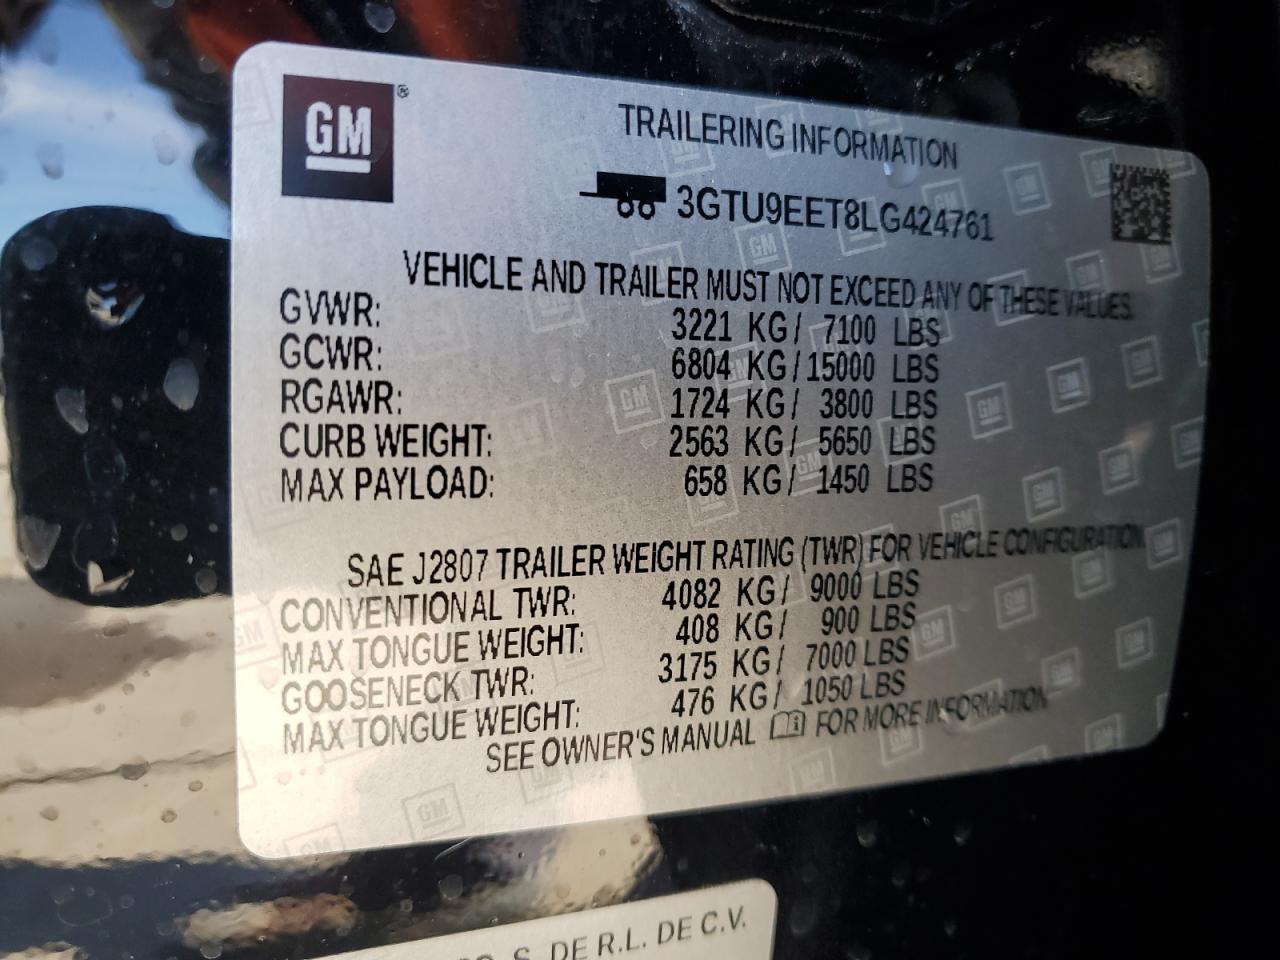 GM ®
TRAILERING INFORMATION
3GTU9EET8LG424761
VEHICLE AND TRAILER MUST NOT EXCEED ANY OF THESE VALUES.
GVWR: 3221 KG / 7100 LBS
GCWR: 6804 KG / 15000 LBS
RGAWR: 1724 KG / 3800 LBS
CURB WEIGHT: 2563 KG / 5650 LBS
MAX PAYLOAD: 658 KG / 1450 LBS
SAE J2807 TRAILER WEIGHT RATING (TWR) FOR VEHICLE CONFIGURATION
CONVENTIONAL TWR: 4082 KG / 9000 LBS
MAX TONGUE WEIGHT: 408 KG / 900 LBS
GOOSENECK TWR: 3175 KG / 7000 LBS
MAX TONGUE WEIGHT: 476 KG / 1050 LBS
SEE OWNER'S MANUAL FOR MORE INFORMATION
S. DE R.L. DE C.V.